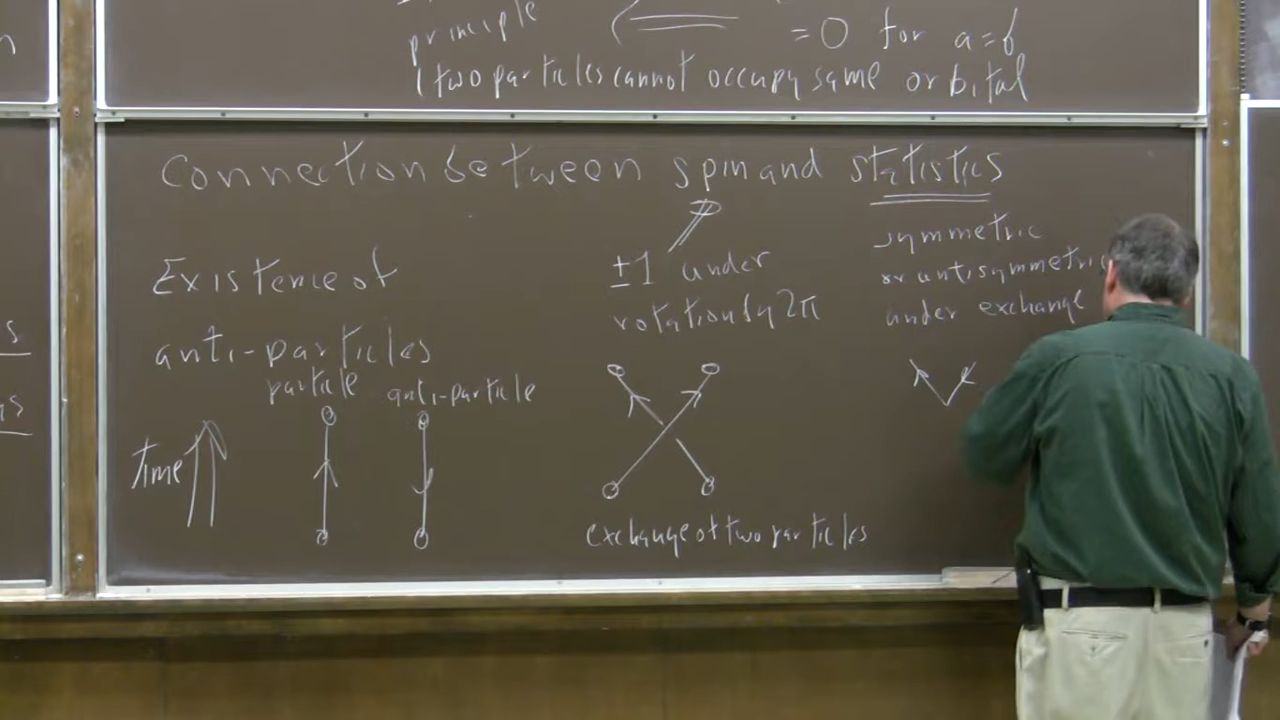 principle
= 0 for a=b
two particles cannot occupy same orbital
Connection between spin and statistics
symmetric
or antisymmetric
under exchange
±1 under
rotation by 2π
Existence of
anti-particles
particle anti-particle
Time
exchange of two particles